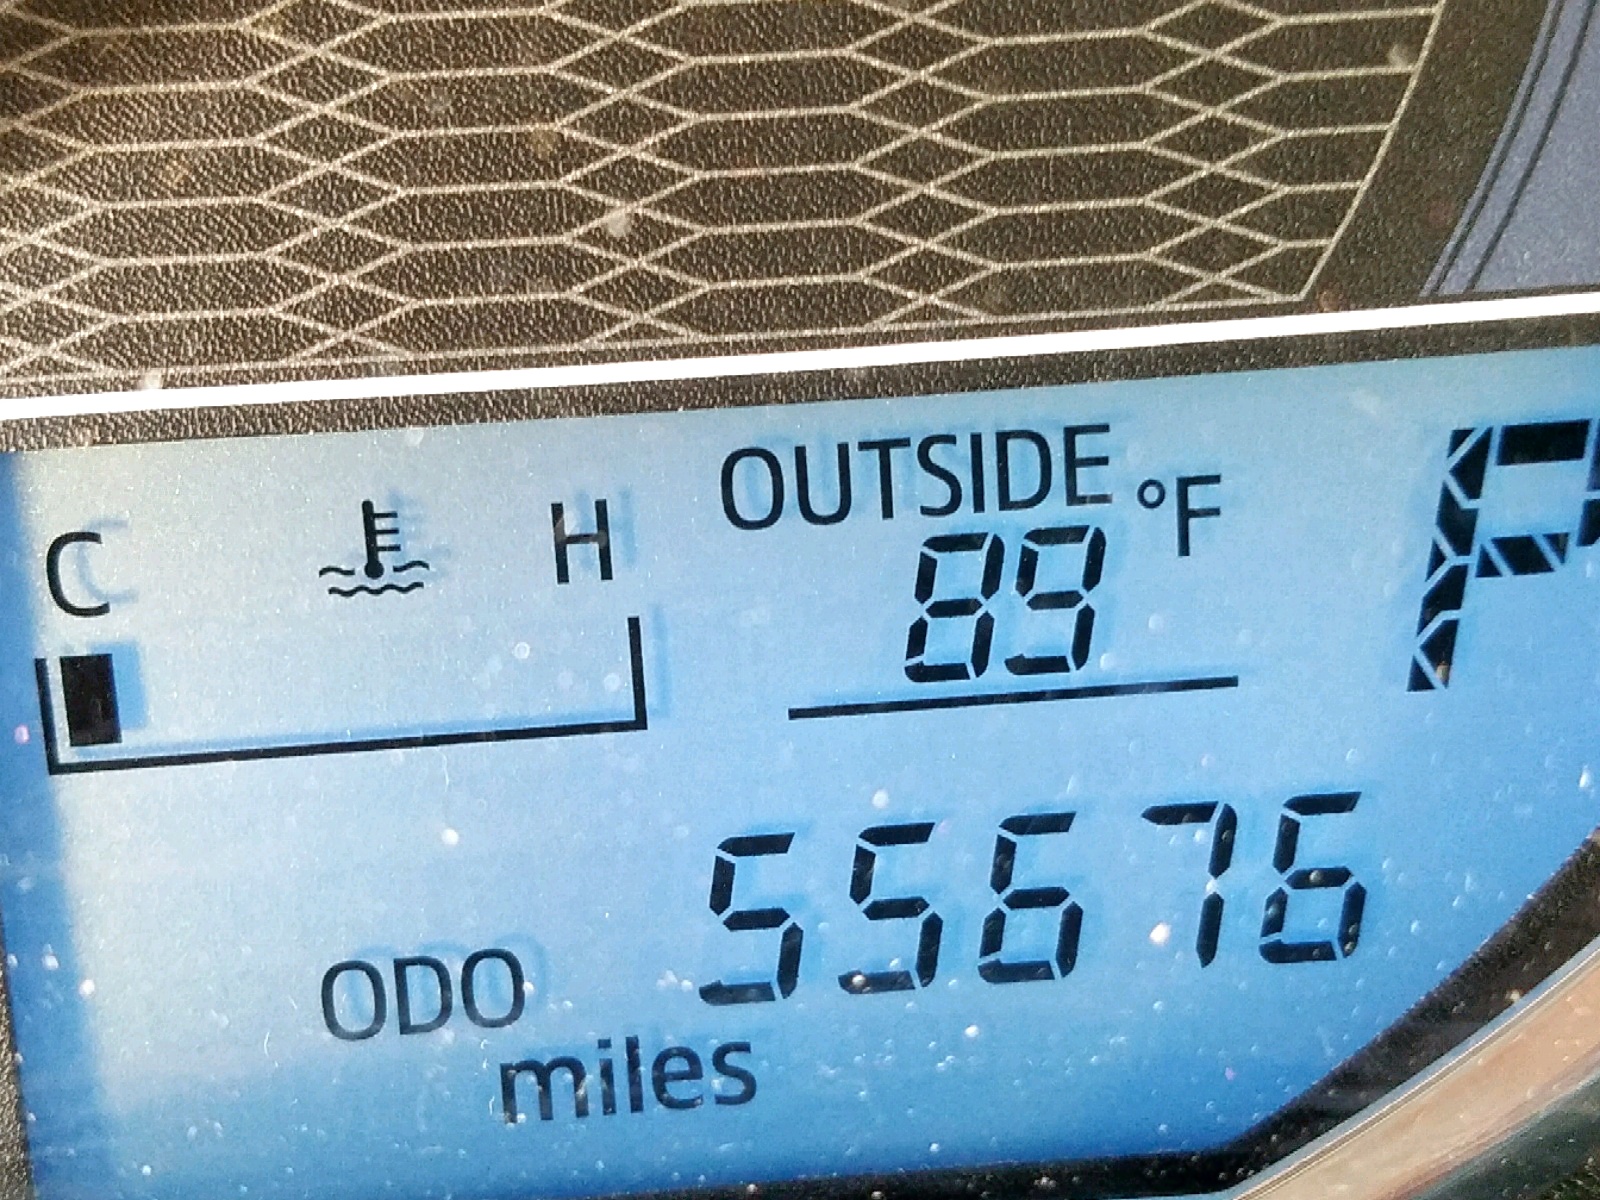 OUTSIDE
C H 89 °F P
ODO 55676
miles